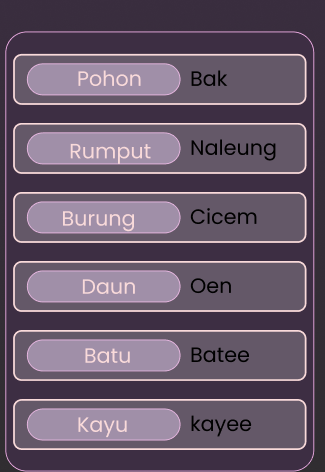 Pohon Bak
Rumput Naleung
Burung Cicem
Daun Oen
Batu Batee
Kayu kayee